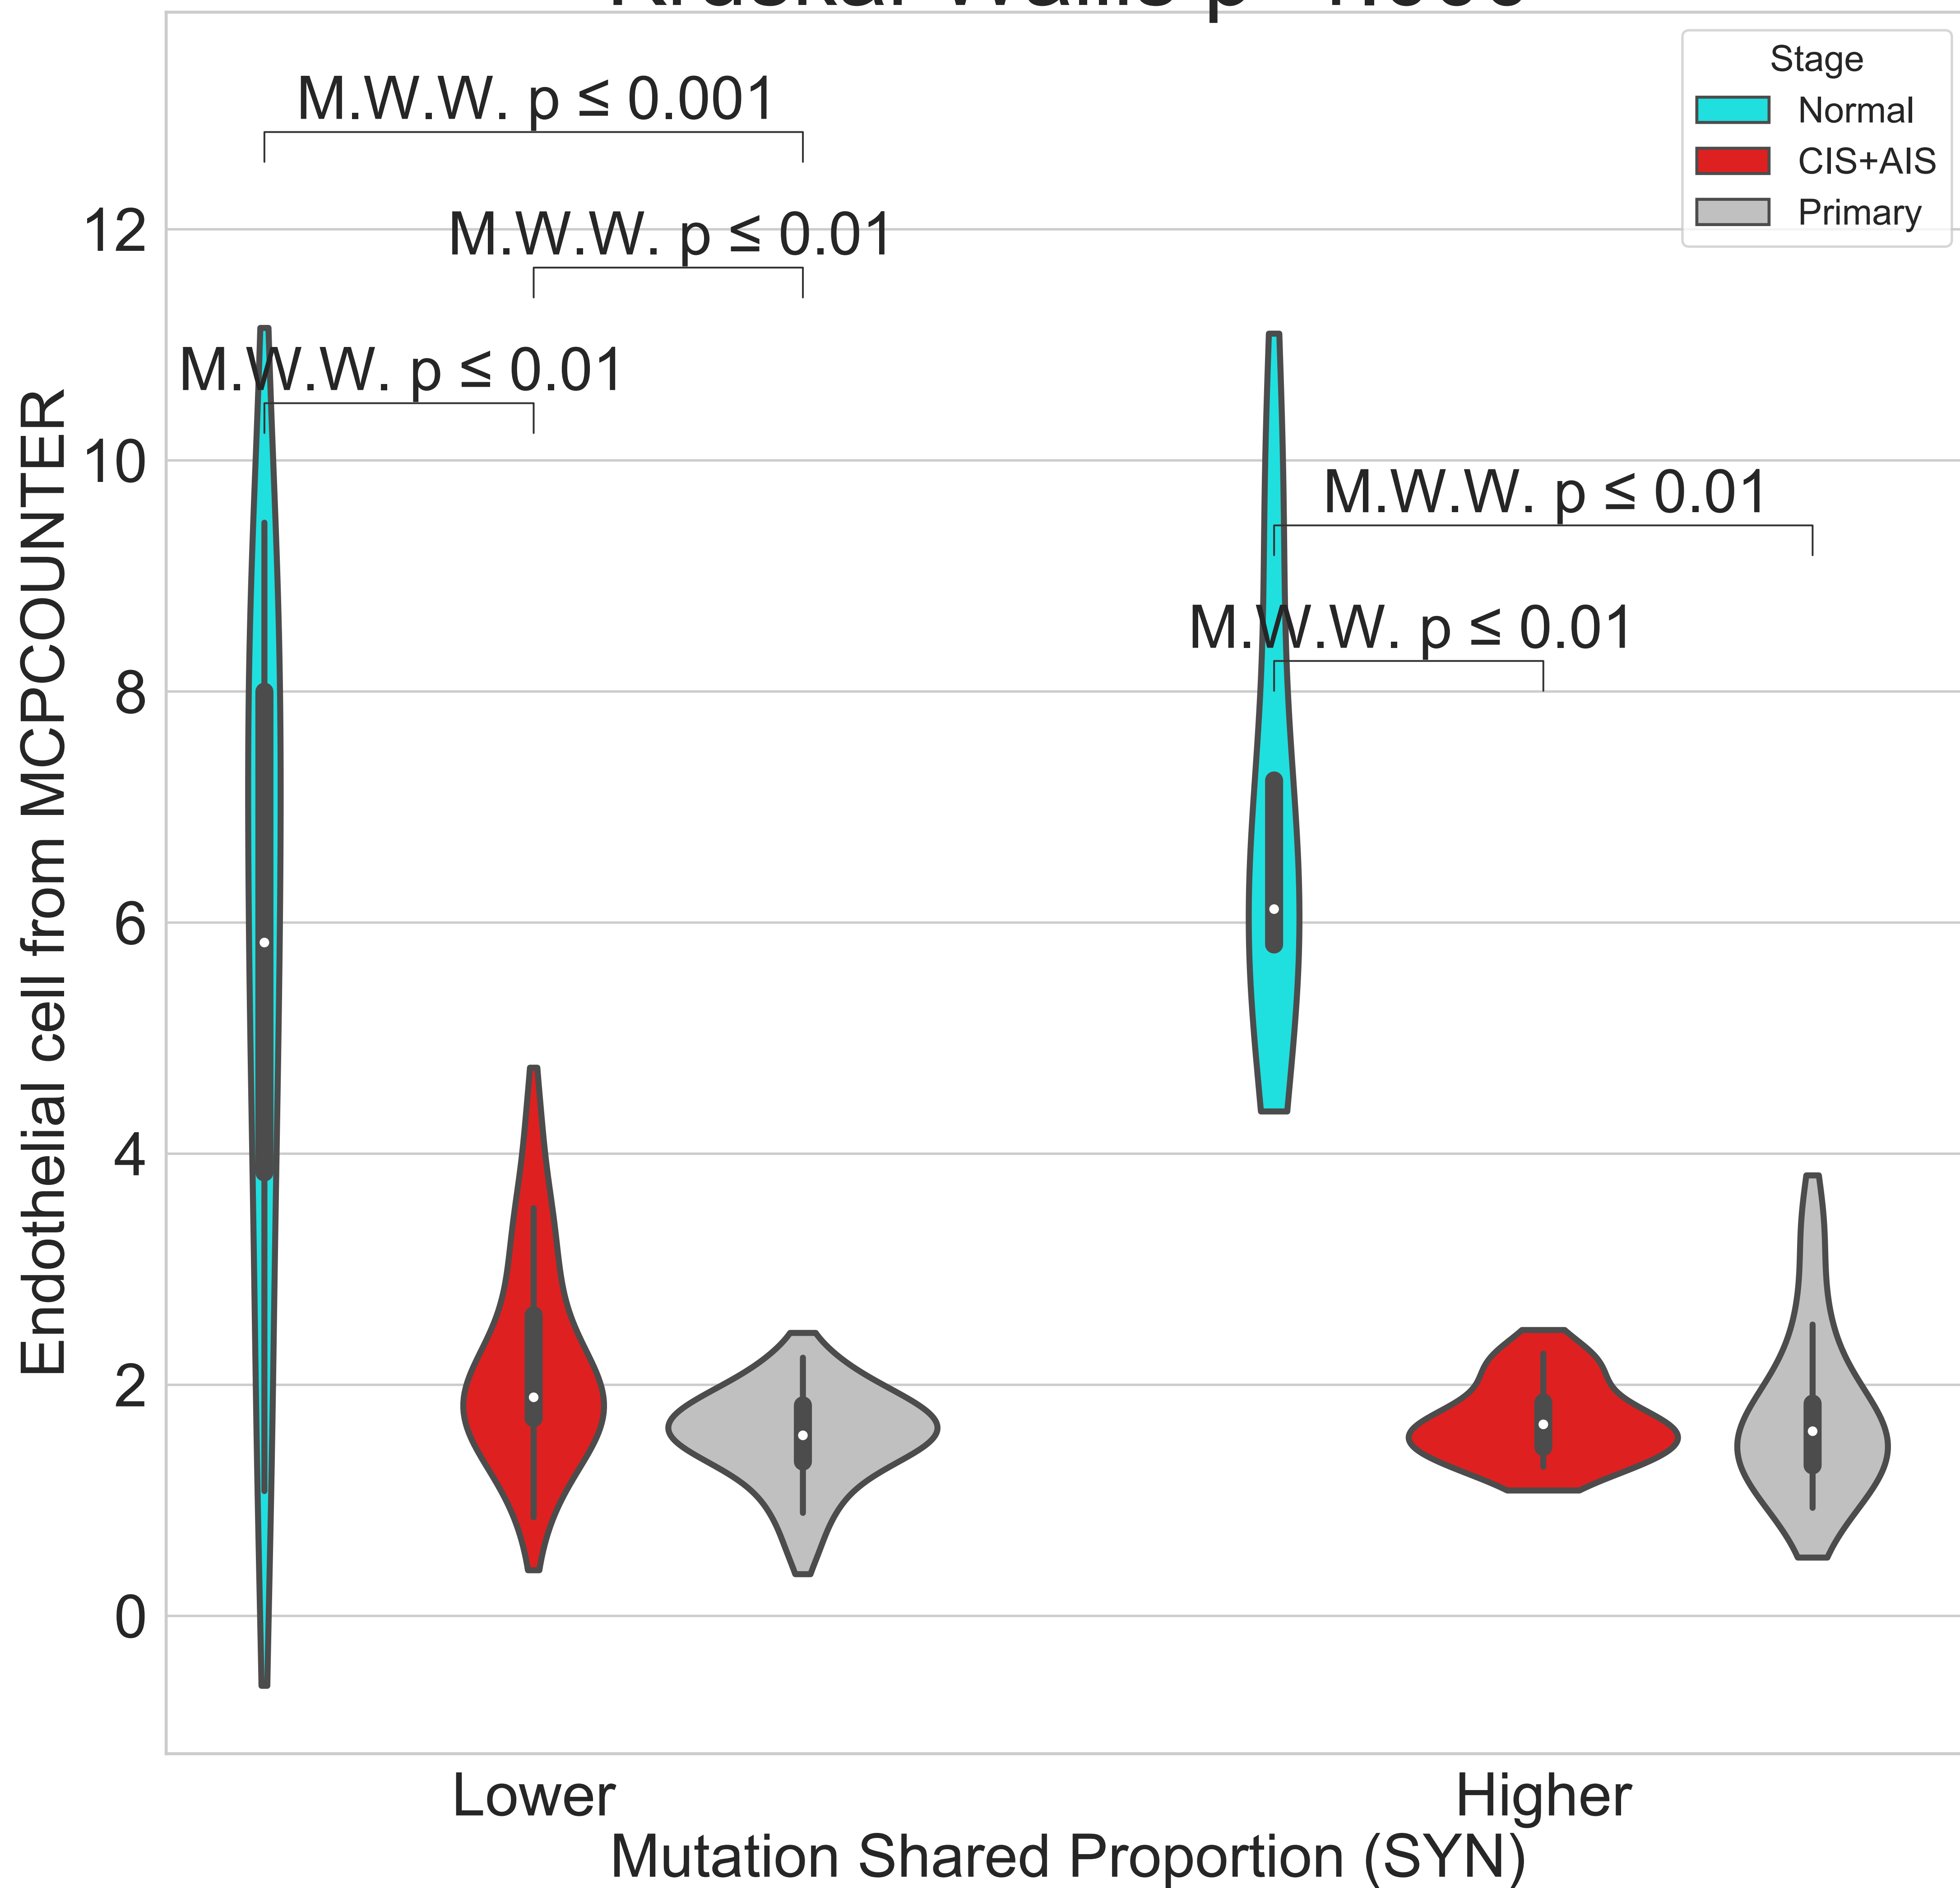 Stage
Normal
CIS+AIS
Primary
M.W.W. p ≤ 0.001
M.W.W. p ≤ 0.01
M.W.W. p ≤ 0.01
M.W.W. p ≤ 0.01
M.W.W. p ≤ 0.01
12
10
8
6
4
2
0
Endothelial cell from MCPCOUNTER
Lower
Higher
Mutation Shared Proportion (SYN)